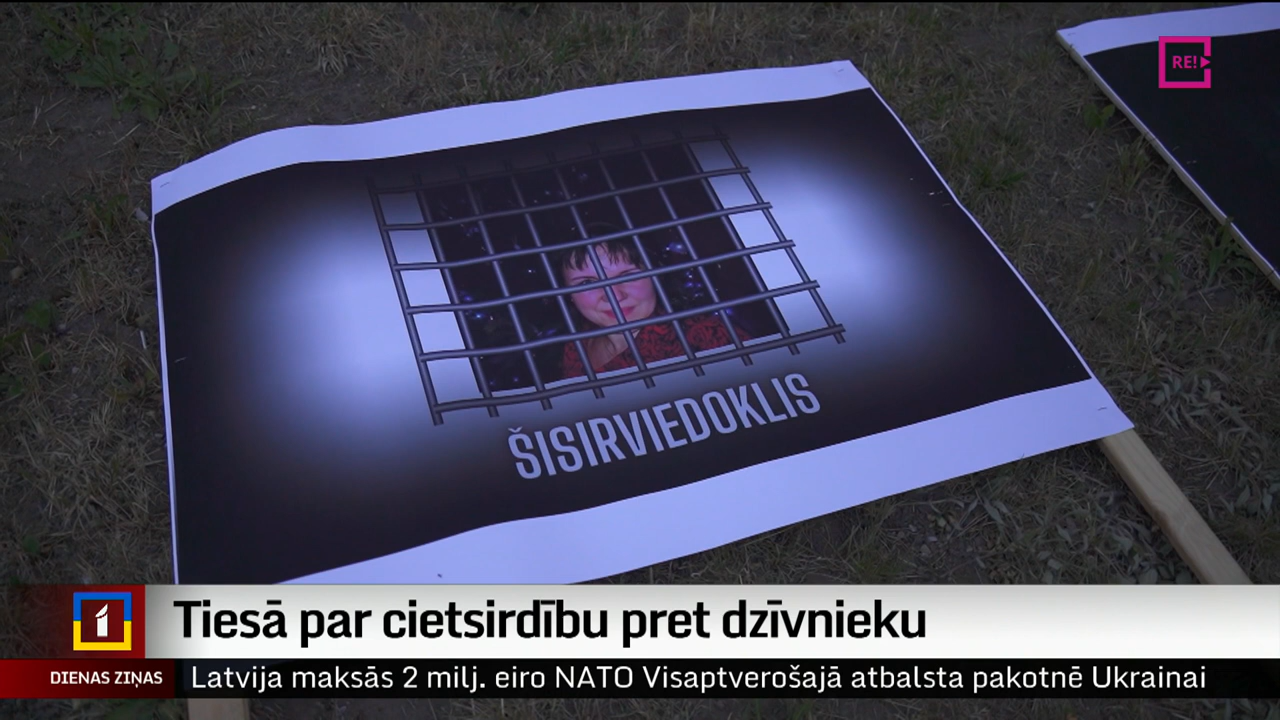 RE!
ŠISIRVIEDOKLIS
1
Tiesā par cietsirdību pret dzīvnieku
DIENAS ZIŅAS
Latvija maksās 2 milj. eiro NATO Visaptverošajā atbalsta pakotnē Ukrainai